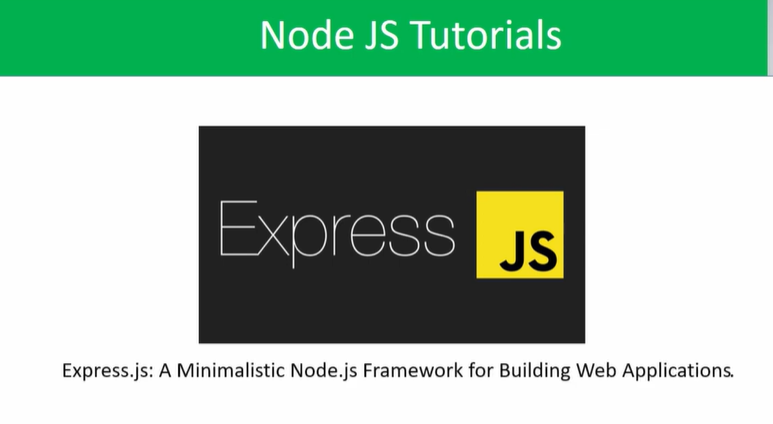 Node JS Tutorials
Express JS
Express.js: A Minimalistic Node.js Framework for Building Web Applications.